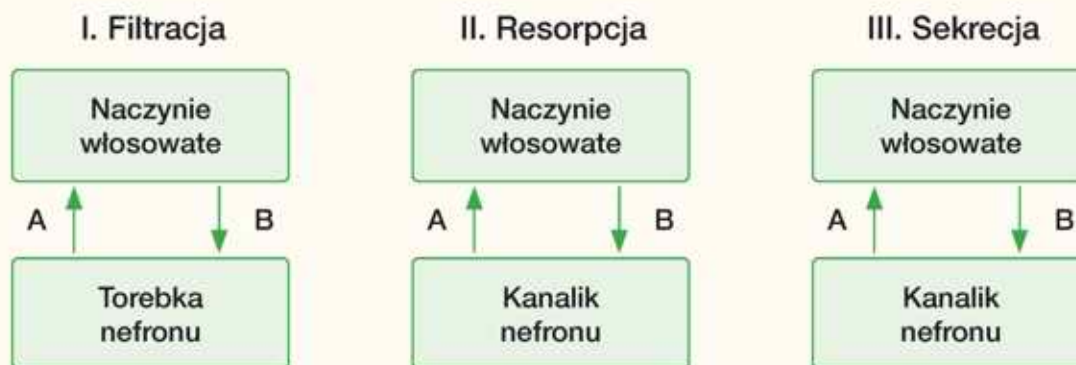 I. Filtracja
II. Resorpcja
III. Sekrecja
Naczynie
włosowate
Naczynie
włosowate
Naczynie
włosowate
A
B
A
B
A
B
Torebka
nefronu
Kanalik
nefronu
Kanalik
nefronu